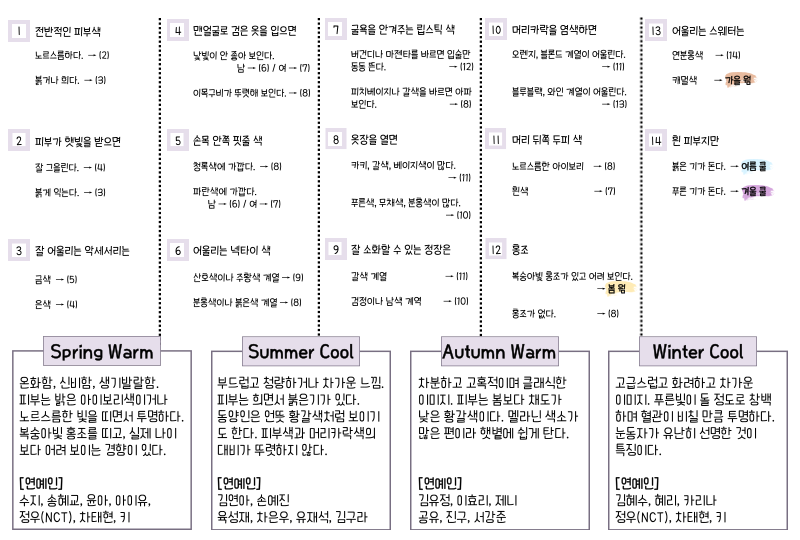 1 전반적인 피부색
노르스름하다. → (2)
붉거나 희다. → (3)
2 피부가 햇빛을 받으면
잘 그을린다. → (4)
붉게 익는다. → (3)
3 잘 어울리는 악세서리는
금색 → (5)
은색 → (4)
4 맨얼굴로 검은 옷을 입으면
낯빛이 안 좋아 보인다.
남 → (6) / 여 → (7)
이목구비가 뚜렷해 보인다. → (8)
5 손목 안쪽 핏줄 색
청록색에 가깝다. → (8)
파란색에 가깝다.
남 → (6) / 여 → (7)
6 어울리는 넥타이 색
산호색이나 주황색 계열 → (9)
분홍색이나 붉은색 계열 → (8)
7 굴욕을 안겨주는 립스틱 색
버건디나 마젠타를 바르면 입술만
동동 뜬다. → (12)
피치베이지나 갈색을 바르면 아파
보인다. → (8)
8 옷장을 열면
카키, 갈색, 베이지색이 많다.
→ (11)
푸른색, 무채색, 분홍색이 많다.
→ (10)
9 잘 소화할 수 있는 정장은
갈색 계열 → (11)
검정이나 남색 계역 → (10)
10 머리카락을 염색하면
오렌지, 블론드 계열이 어울린다.
→ (11)
블루블랙, 와인 계열이 어울린다.
→ (13)
11 머리 뒤쪽 두피 색
노르스름한 아이보리 → (8)
흰색 → (7)
12 홍조
복숭아빛 홍조가 있고 어려 보인다.
→ 봄 웜
홍조가 없다. → (8)
13 어울리는 스웨터는
연분홍색 → (14)
캐멀색 → 가을 웜
14 흰 피부지만
붉은 기가 돈다. → 여름 쿨
푸른 기가 돈다. → 겨울 쿨
Spring Warm
온화함, 신비함, 생기발랄함.
피부는 밝은 아이보리색이거나
노르스름한 빛을 띠면서 투명하다.
복숭아빛 홍조를 띠고, 실제 나이
보다 어려 보이는 경향이 있다.
[연예인]
수지, 송혜교, 윤아, 아이유,
정우(NCT), 차태현, 키
Summer Cool
부드럽고 청량하거나 차가운 느낌.
피부는 희면서 붉은기가 있다.
동양인은 언뜻 황갈색처럼 보이기
도 한다. 피부색과 머리카락색의
대비가 뚜렷하지 않다.
[연예인]
김연아, 손예진
육성재, 차은우, 유재석, 김구라
Autumn Warm
차분하고 고혹적이며 클래식한
이미지. 피부는 봄보다 채도가
낮은 황갈색이다. 멜라닌 색소가
많은 편이라 햇볕에 쉽게 탄다.
[연예인]
김유정, 이효리, 제니
공유, 진구, 서강준
Winter Cool
고급스럽고 화려하고 차가운
이미지. 푸른빛이 돌 정도로 창백
하며 혈관이 비칠 만큼 투명하다.
눈동자가 유난히 선명한 것이
특징이다.
[연예인]
김혜수, 혜리, 카리나
정우(NCT), 차태현, 키